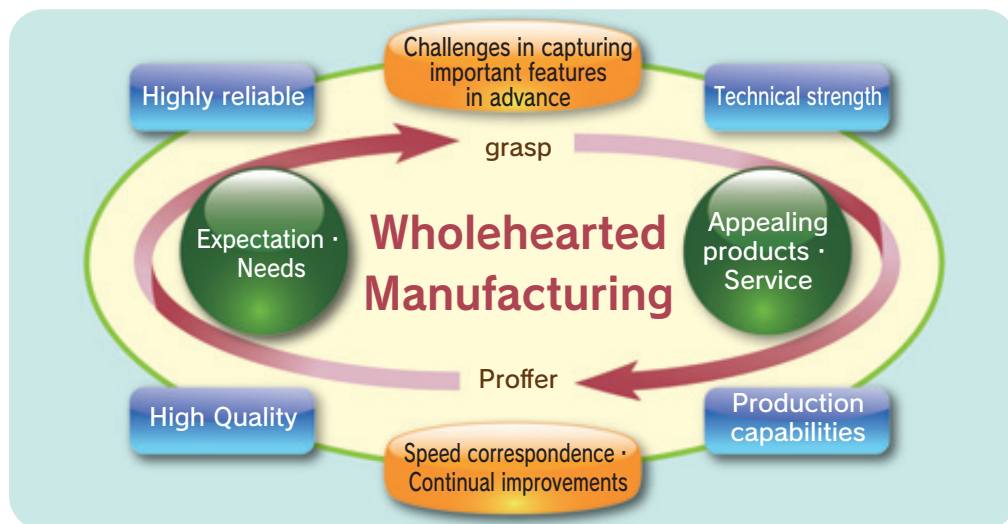 Challenges in capturing
important features
in advance
Highly reliable
Technical strength
grasp
Expectation ·
Needs
Wholehearted
Manufacturing
Appealing
products ·
Service
Proffer
High Quality
Production
capabilities
Speed correspondence ·
Continual improvements